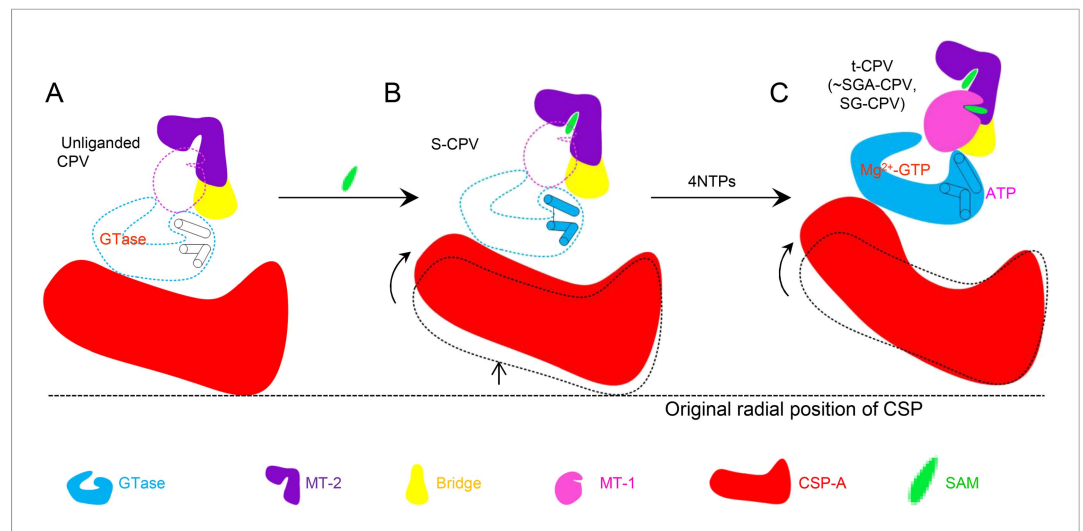 A
Unliganded
CPV
GTase
B
S-CPV
4NTPs
C
t-CPV
(~SGA-CPV,
SG-CPV)
Mg²⁺-GTP
ATP
Original radial position of CSP
GTase
MT-2
Bridge
MT-1
CSP-A
SAM